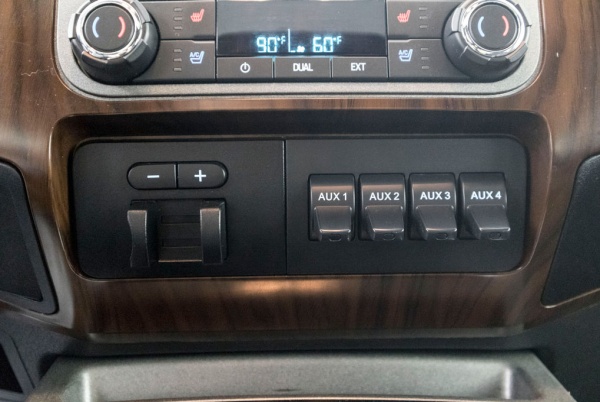 90°F 60°F
A/C A/C
DUAL EXT
− +
AUX 1 AUX 2 AUX 3 AUX 4